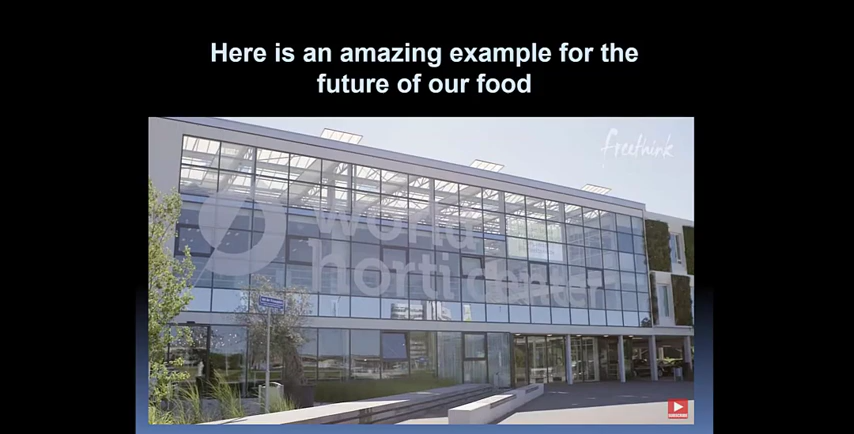 Here is an amazing example for the
future of our food
freethink
world
horti center